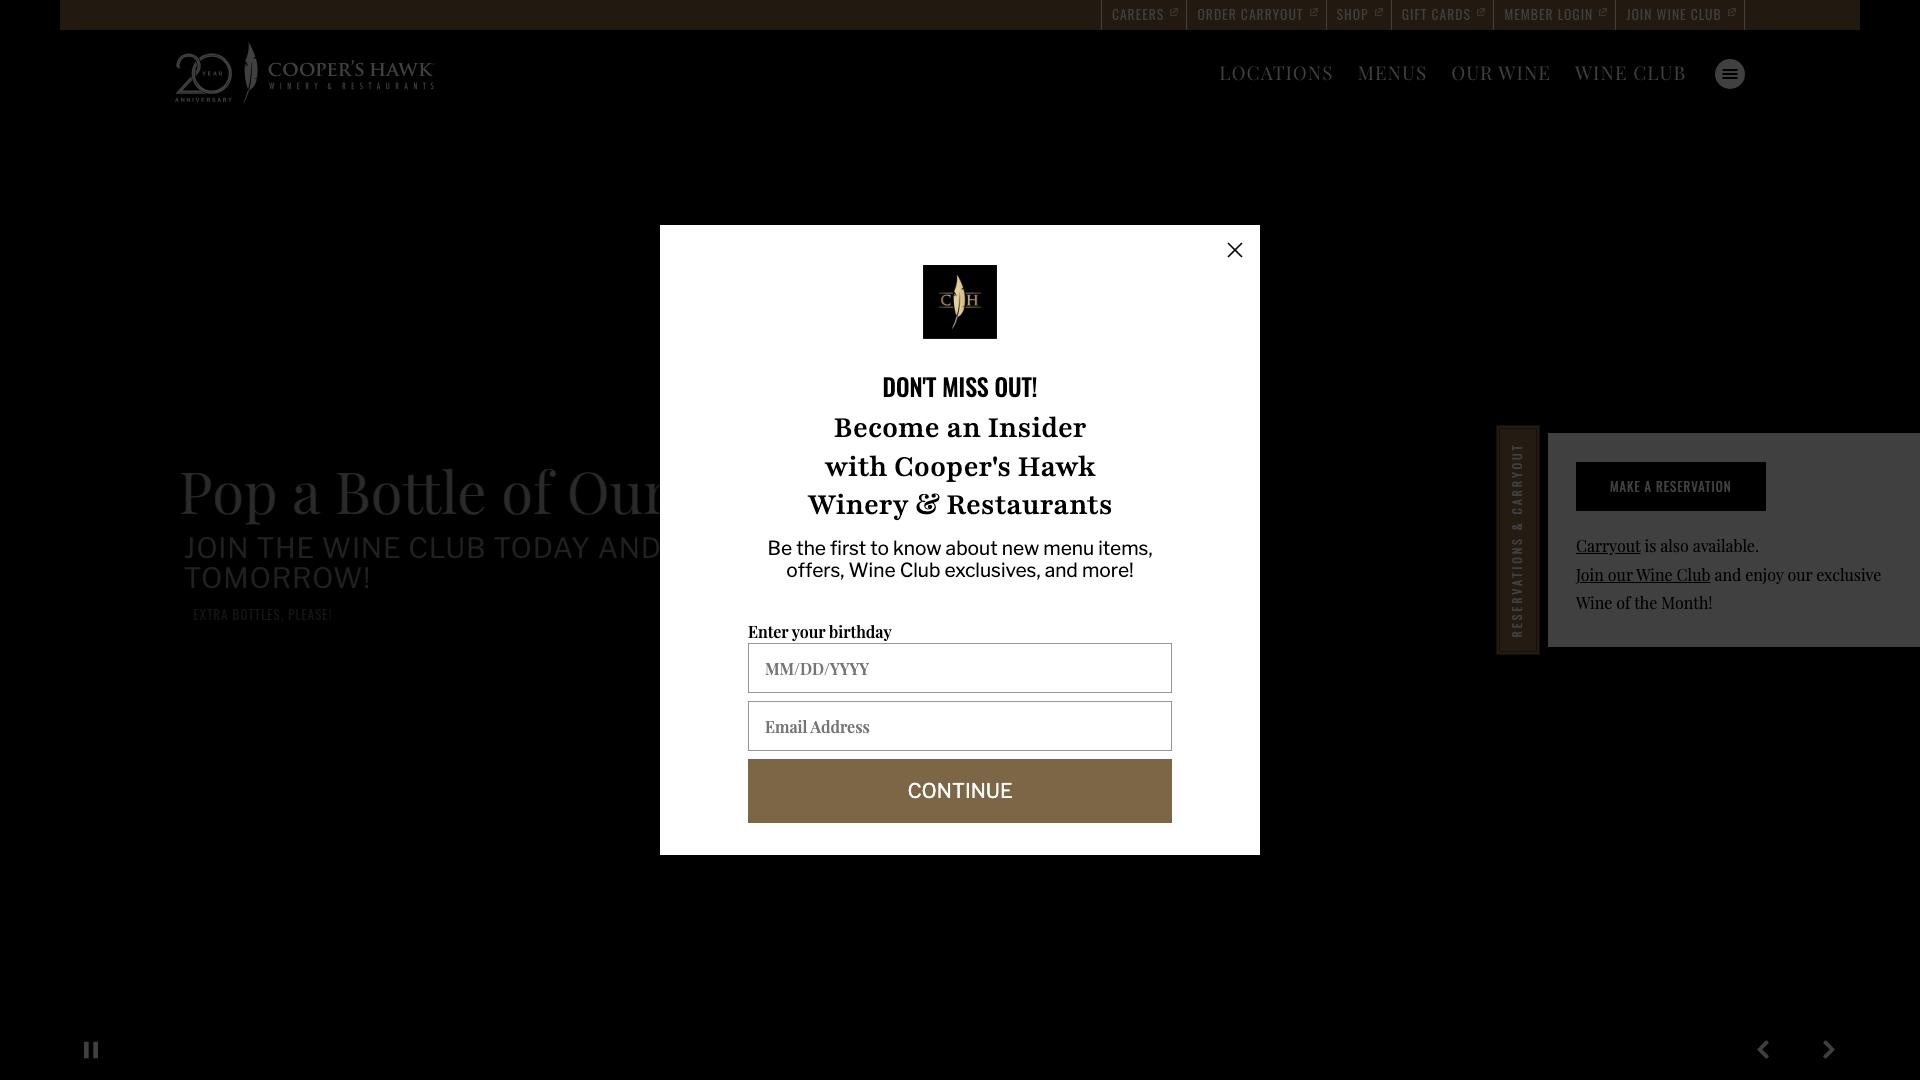 CAREERS
ORDER CARRYOUT
SHOP
GIFT CARDS
MEMBER LOGIN
JOIN WINE CLUB
20 YEAR
ANNIVERSARY
COOPER'S HAWK
WINERY & RESTAURANTS
LOCATIONS
MENUS
OUR WINE
WINE CLUB
C H
DON'T MISS OUT!
Become an Insider
with Cooper's Hawk
Winery & Restaurants
Be the first to know about new menu items,
offers, Wine Club exclusives, and more!
Enter your birthday
MM/DD/YYYY
Email Address
CONTINUE
Pop a Bottle of Our
JOIN THE WINE CLUB TODAY AND
TOMORROW!
EXTRA BOTTLES, PLEASE!
RESERVATIONS & CARRYOUT
MAKE A RESERVATION
Carryout is also available.
Join our Wine Club and enjoy our exclusive
Wine of the Month!